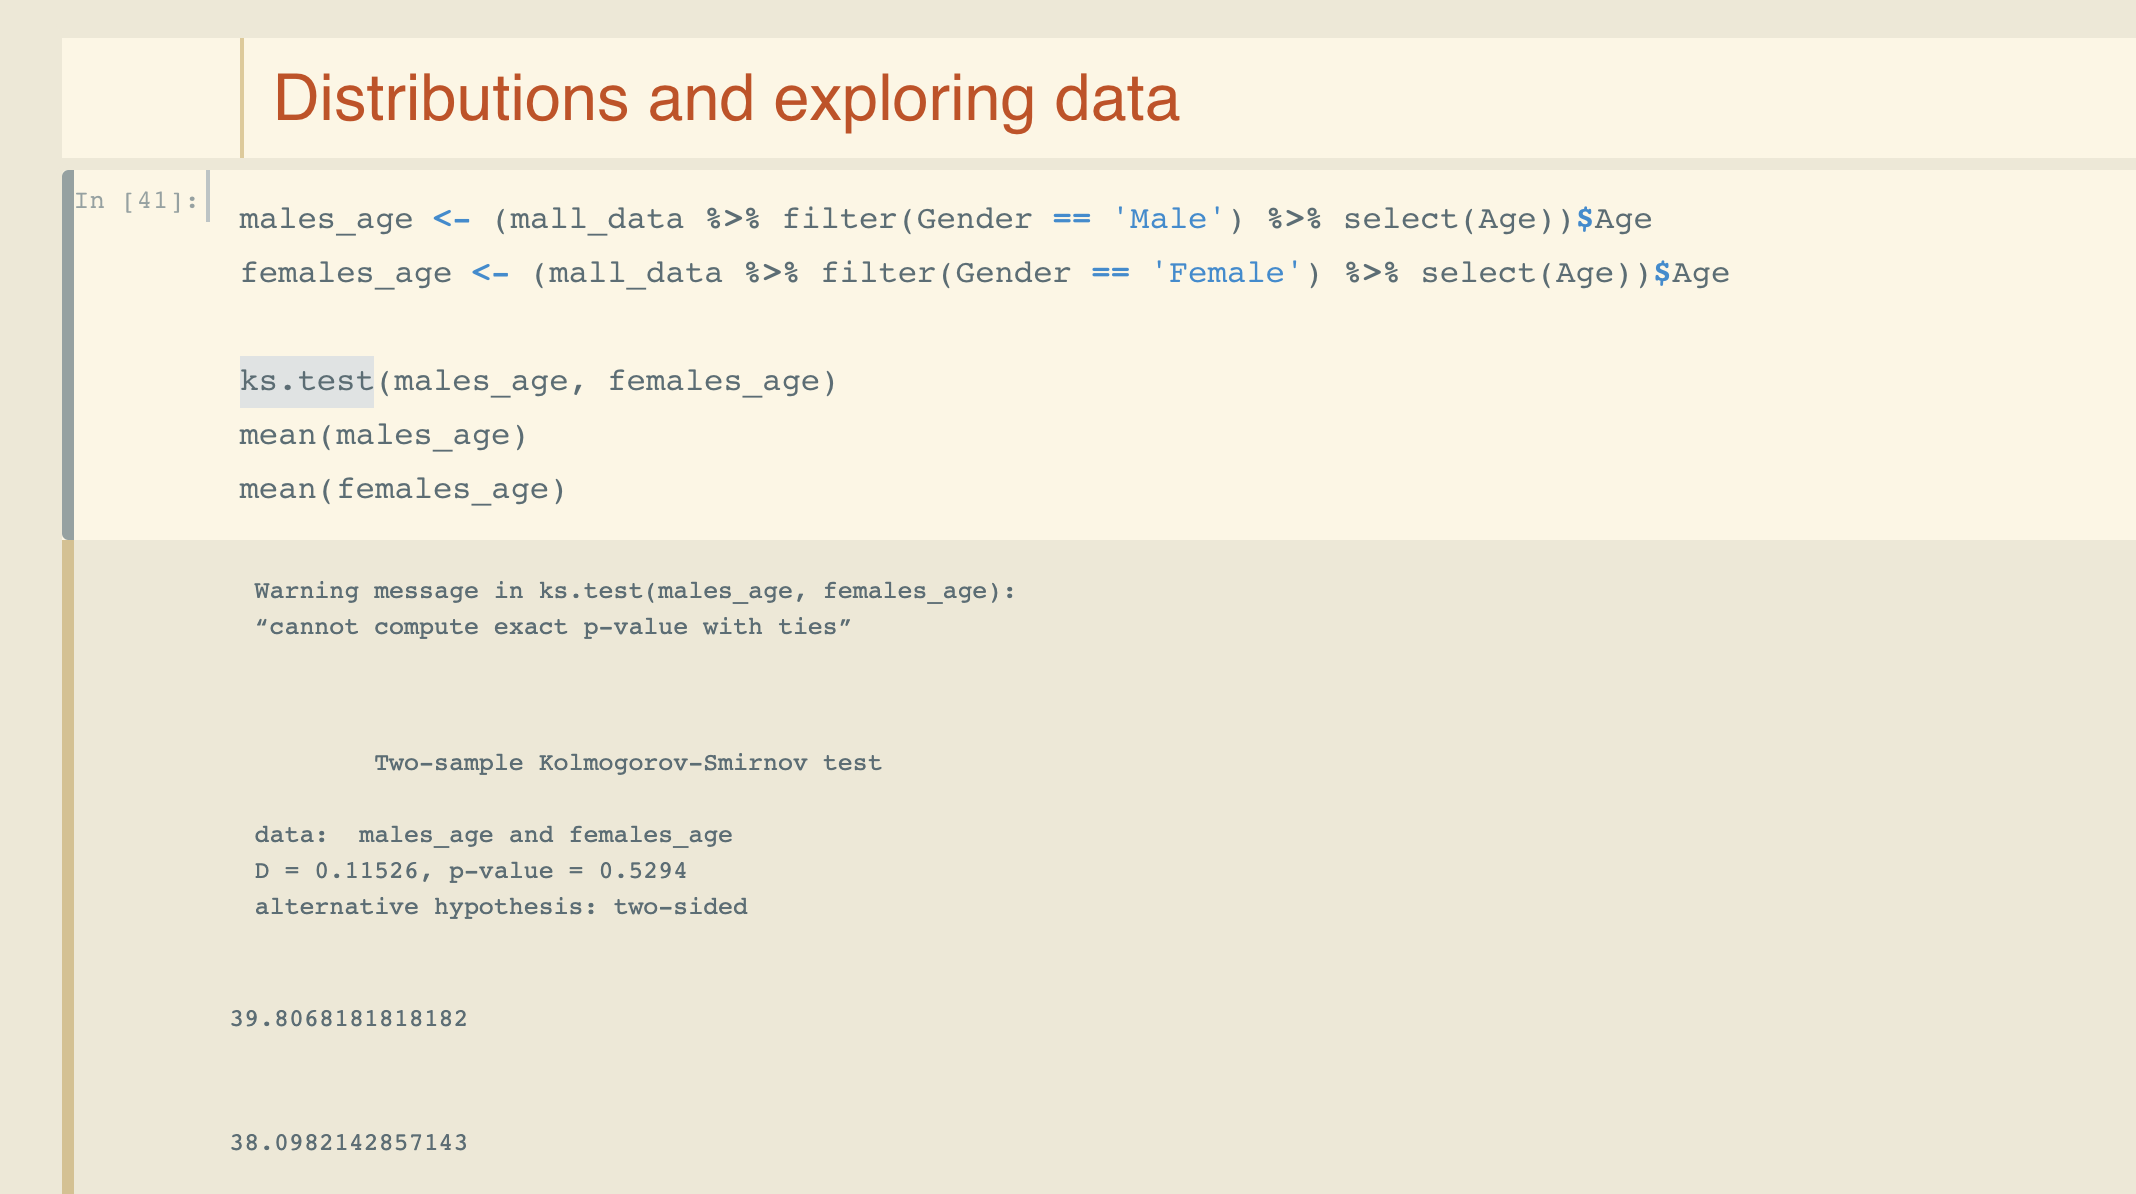 Distributions and exploring data
In [41]:
males_age <- (mall_data %>% filter(Gender == 'Male') %>% select(Age))$Age
females_age <- (mall_data %>% filter(Gender == 'Female') %>% select(Age))$Age
ks.test(males_age, females_age)
mean(males_age)
mean(females_age)
Warning message in ks.test(males_age, females_age):
“cannot compute exact p-value with ties”
Two-sample Kolmogorov-Smirnov test
data:  males_age and females_age
D = 0.11526, p-value = 0.5294
alternative hypothesis: two-sided
39.8068181818182
38.0982142857143